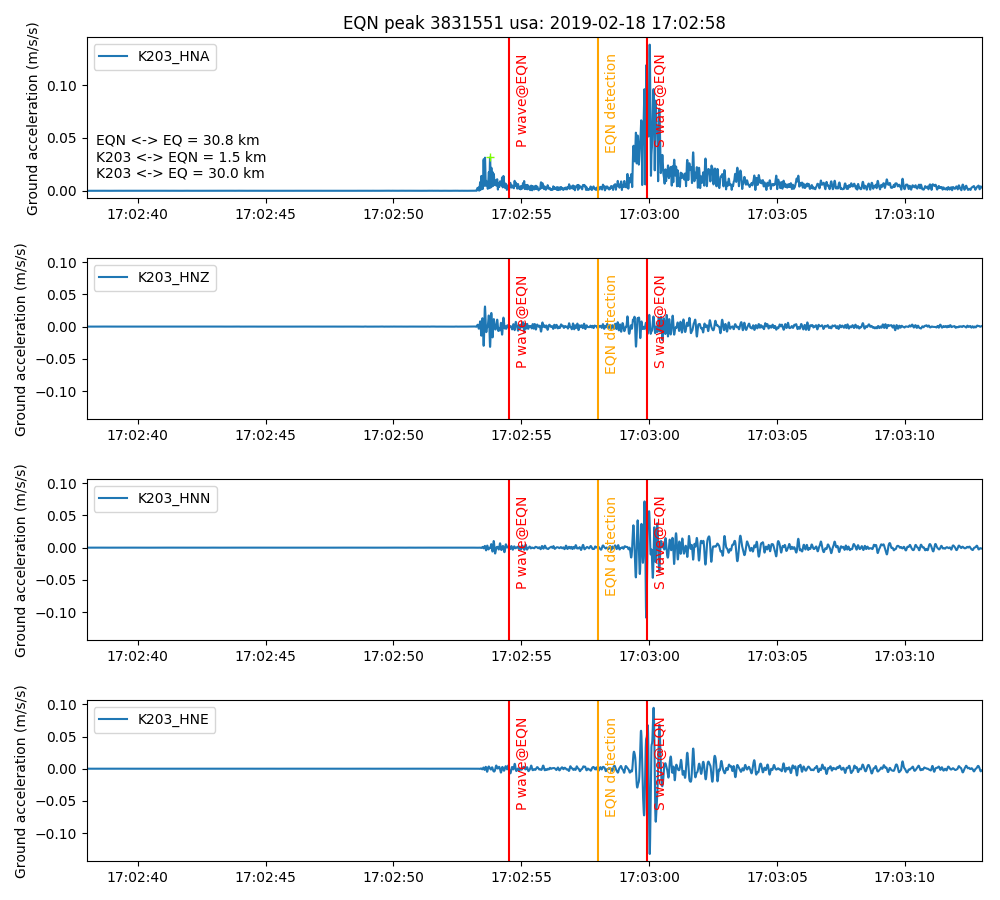 EQN peak 3831551 usa: 2019-02-18 17:02:58
Ground acceleration (m/s/s)
0.10
0.05
0.00
K203_HNA
EQN <-> EQ = 30.8 km
K203 <-> EQN = 1.5 km
K203 <-> EQ = 30.0 km
P wave@EQN
EQN detection
S wave@EQN
17:02:40 17:02:45 17:02:50 17:02:55 17:03:00 17:03:05 17:03:10
Ground acceleration (m/s/s)
0.10
0.05
0.00
−0.05
−0.10
K203_HNZ
P wave@EQN
EQN detection
S wave@EQN
17:02:40 17:02:45 17:02:50 17:02:55 17:03:00 17:03:05 17:03:10
Ground acceleration (m/s/s)
0.10
0.05
0.00
−0.05
−0.10
K203_HNN
P wave@EQN
EQN detection
S wave@EQN
17:02:40 17:02:45 17:02:50 17:02:55 17:03:00 17:03:05 17:03:10
Ground acceleration (m/s/s)
0.10
0.05
0.00
−0.05
−0.10
K203_HNE
P wave@EQN
EQN detection
S wave@EQN
17:02:40 17:02:45 17:02:50 17:02:55 17:03:00 17:03:05 17:03:10